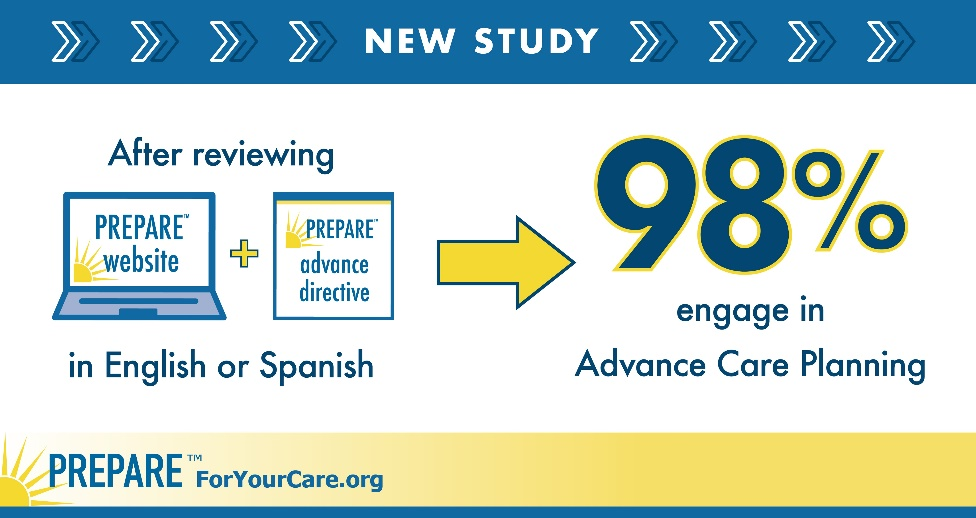 NEW STUDY
After reviewing
PREPARE™
website
+
PREPARE™
advance
directive
in English or Spanish
98%
engage in
Advance Care Planning
PREPARE™ ForYourCare.org